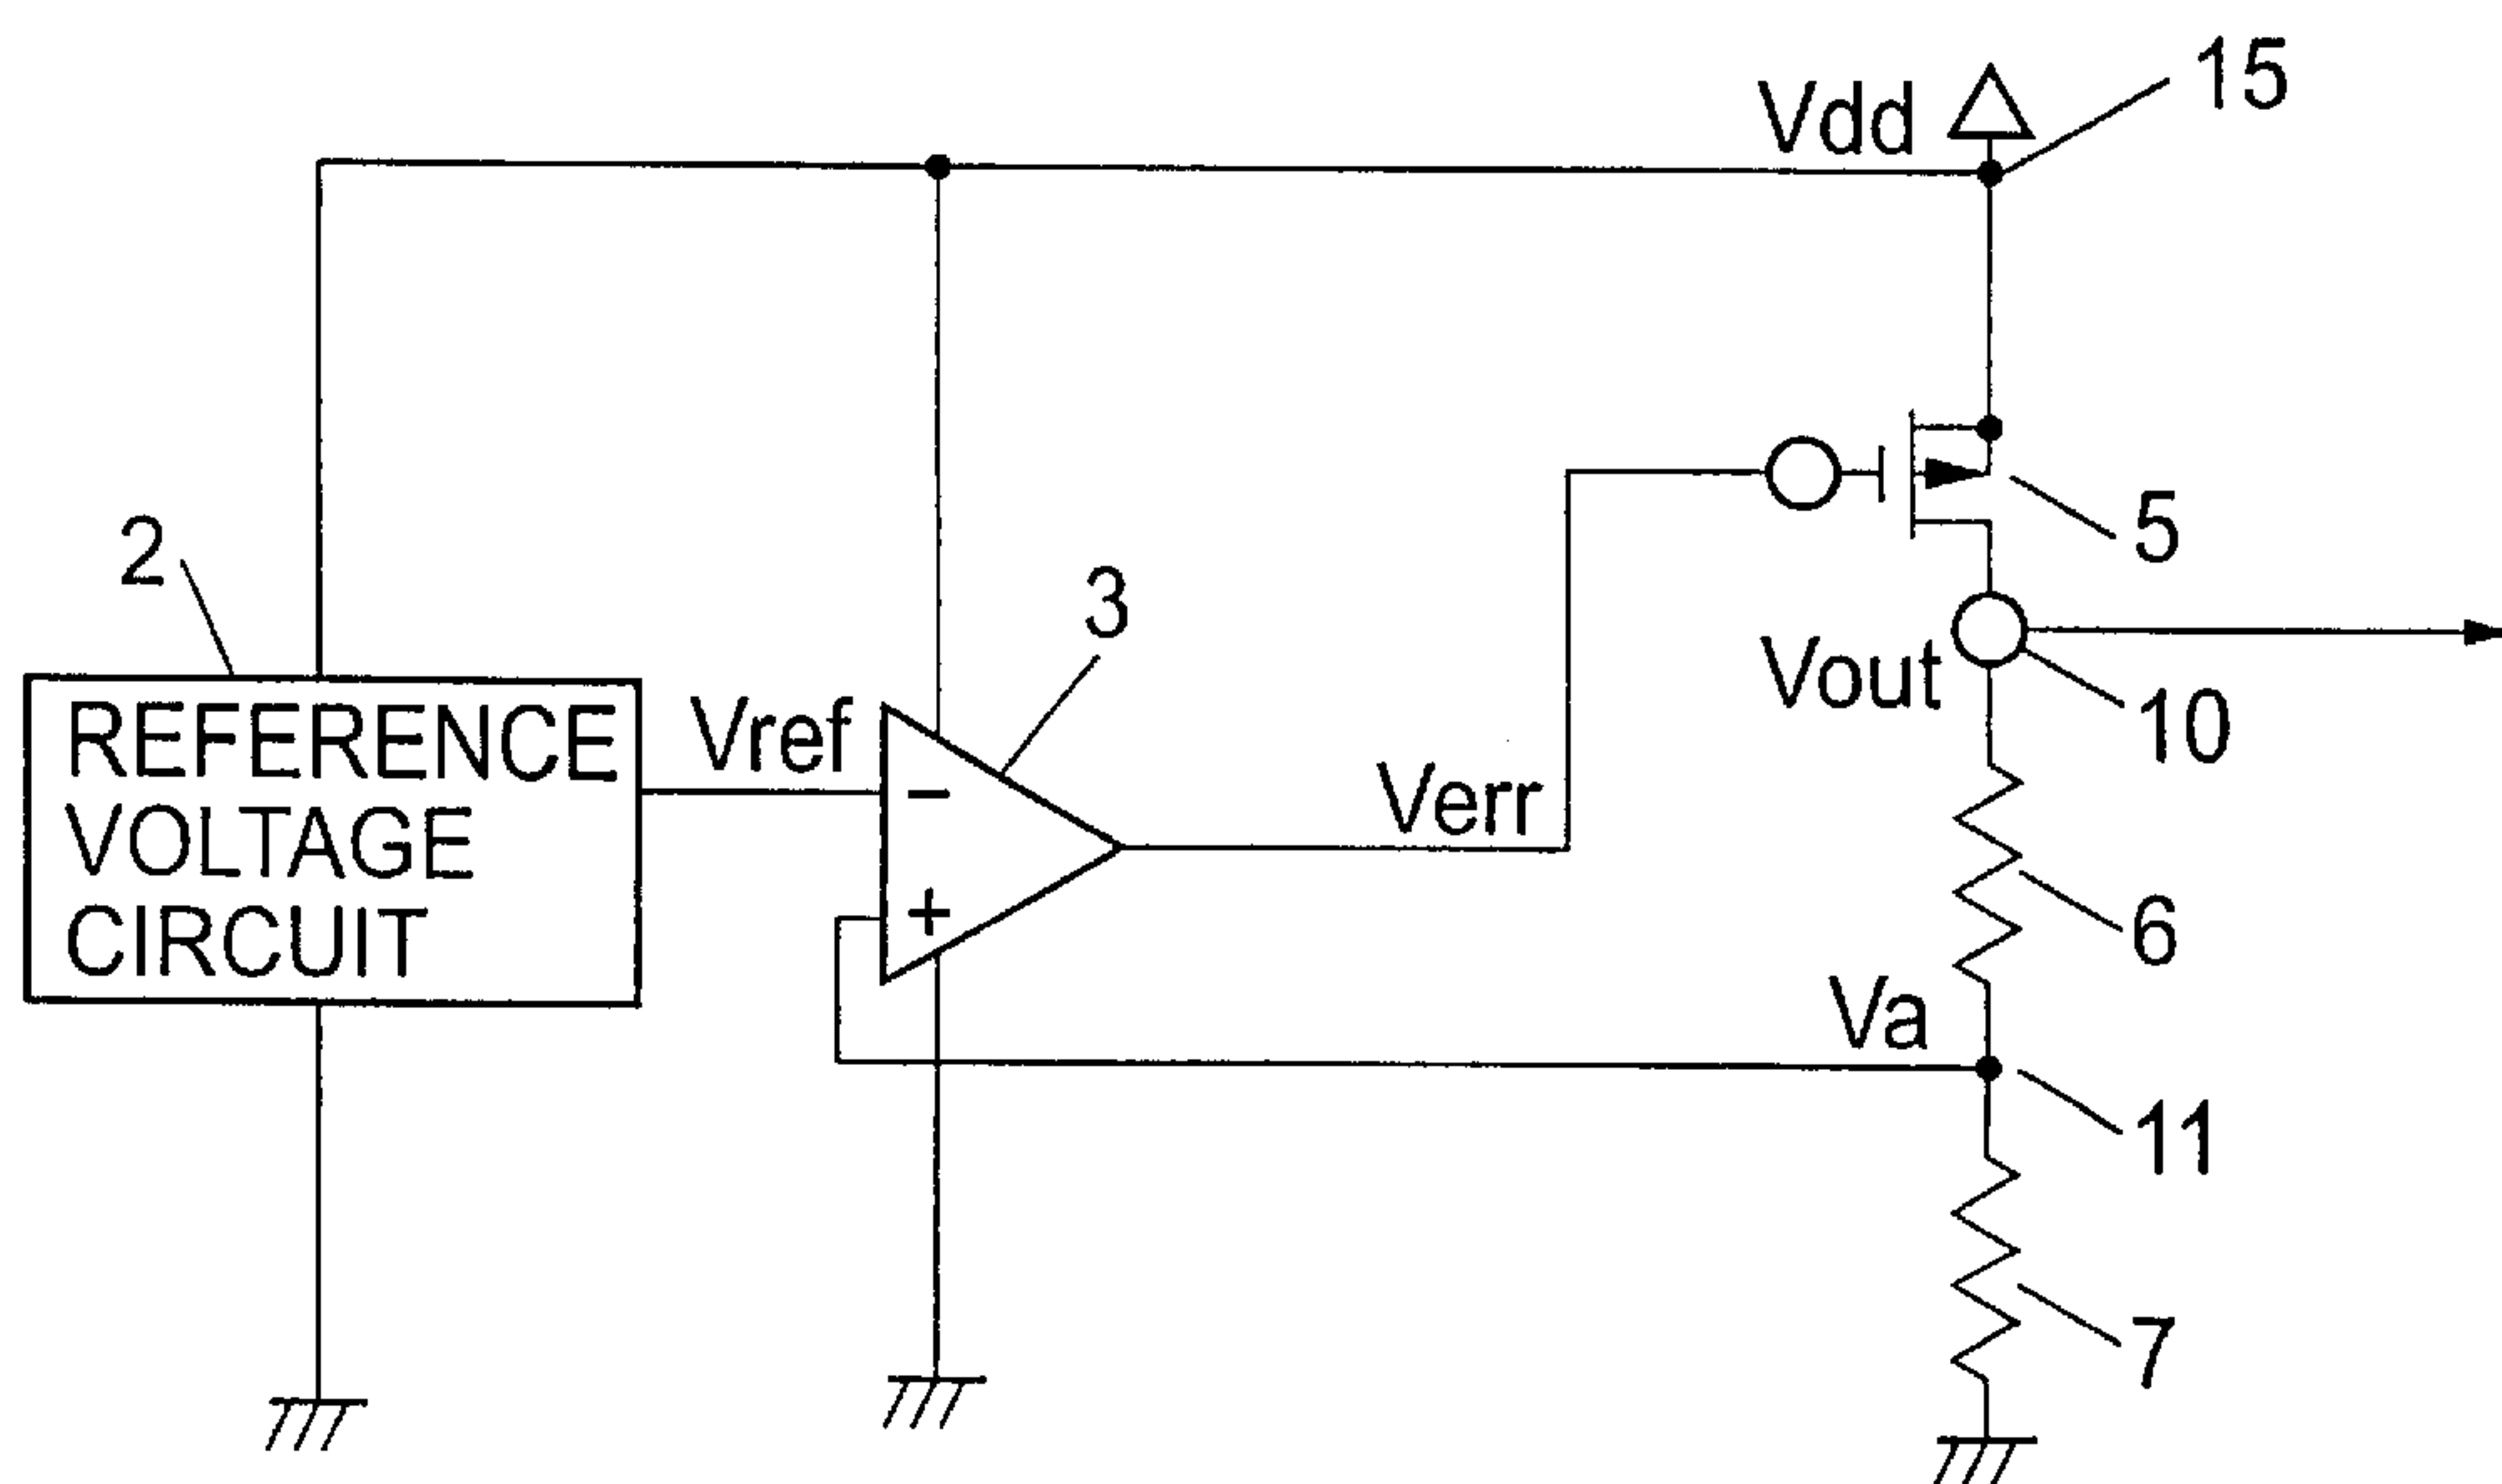 15
Vdd
5
2
3
Vout
10
REFERENCE
VOLTAGE
CIRCUIT
Vref
−
+
Verr
6
Va
11
7